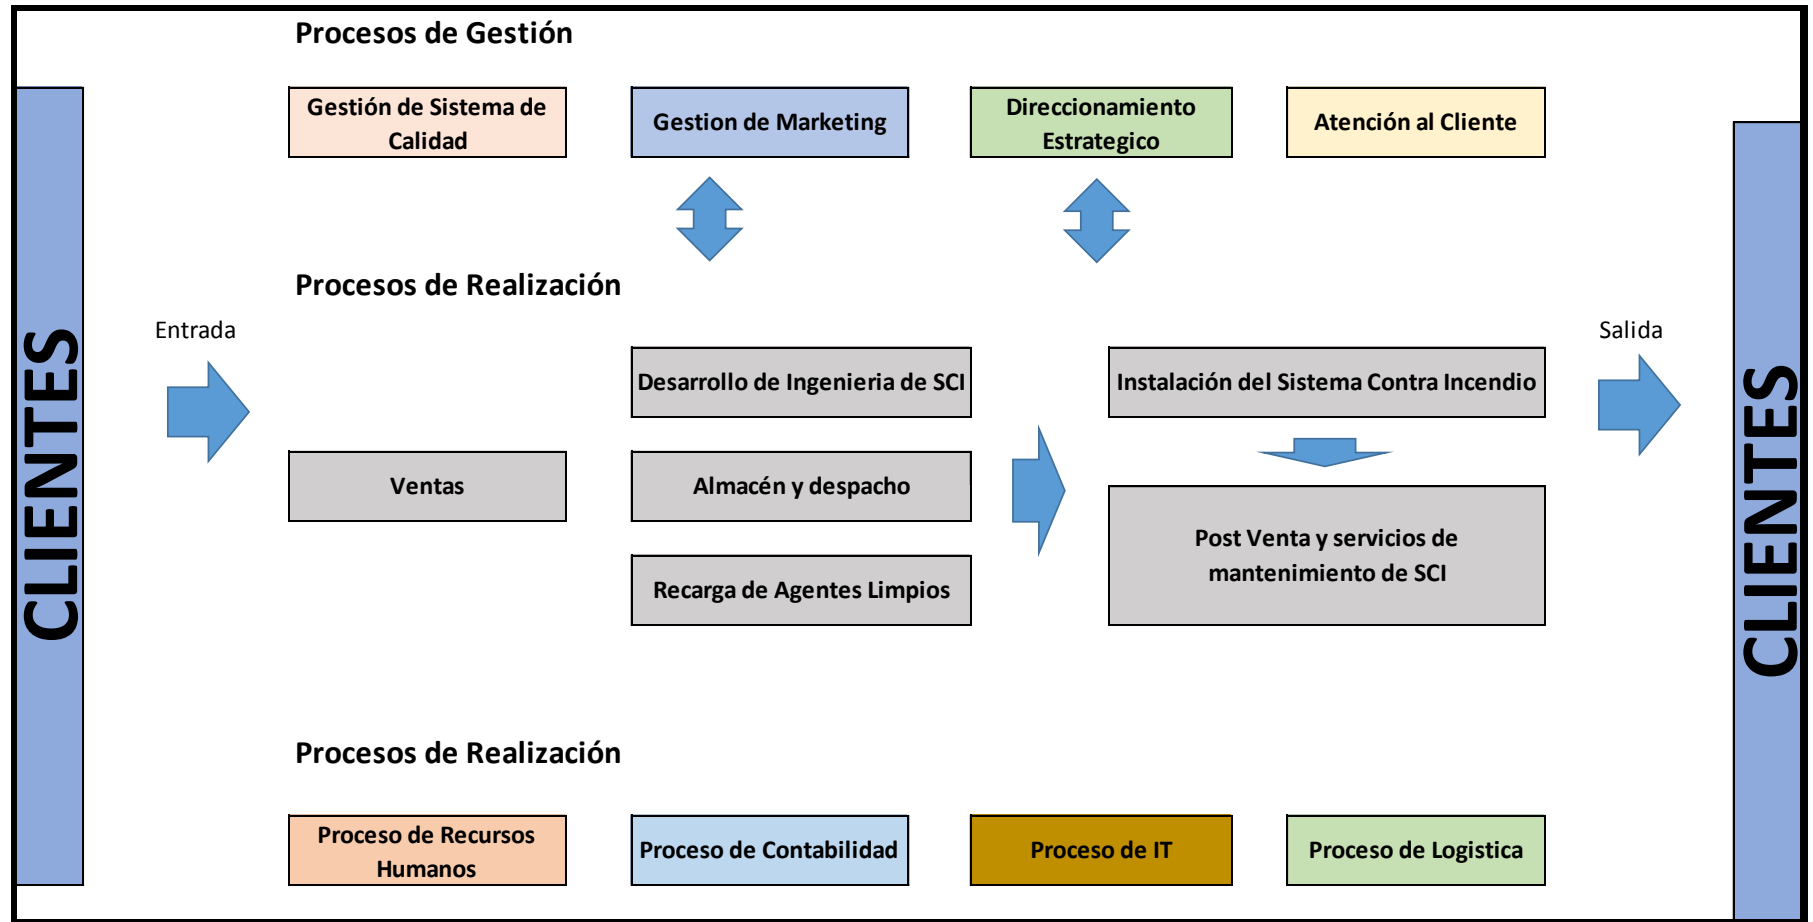 Procesos de Gestión
Gestión de Sistema de
Calidad
Gestion de Marketing
Direccionamiento
Estrategico
Atención al Cliente
CLIENTES
Procesos de Realización
Entrada
Ventas
Desarrollo de Ingenieria de SCI
Almacén y despacho
Recarga de Agentes Limpios
Instalación del Sistema Contra Incendio
Post Venta y servicios de
mantenimiento de SCI
Salida
CLIENTES
Procesos de Realización
Proceso de Recursos
Humanos
Proceso de Contabilidad
Proceso de IT
Proceso de Logistica